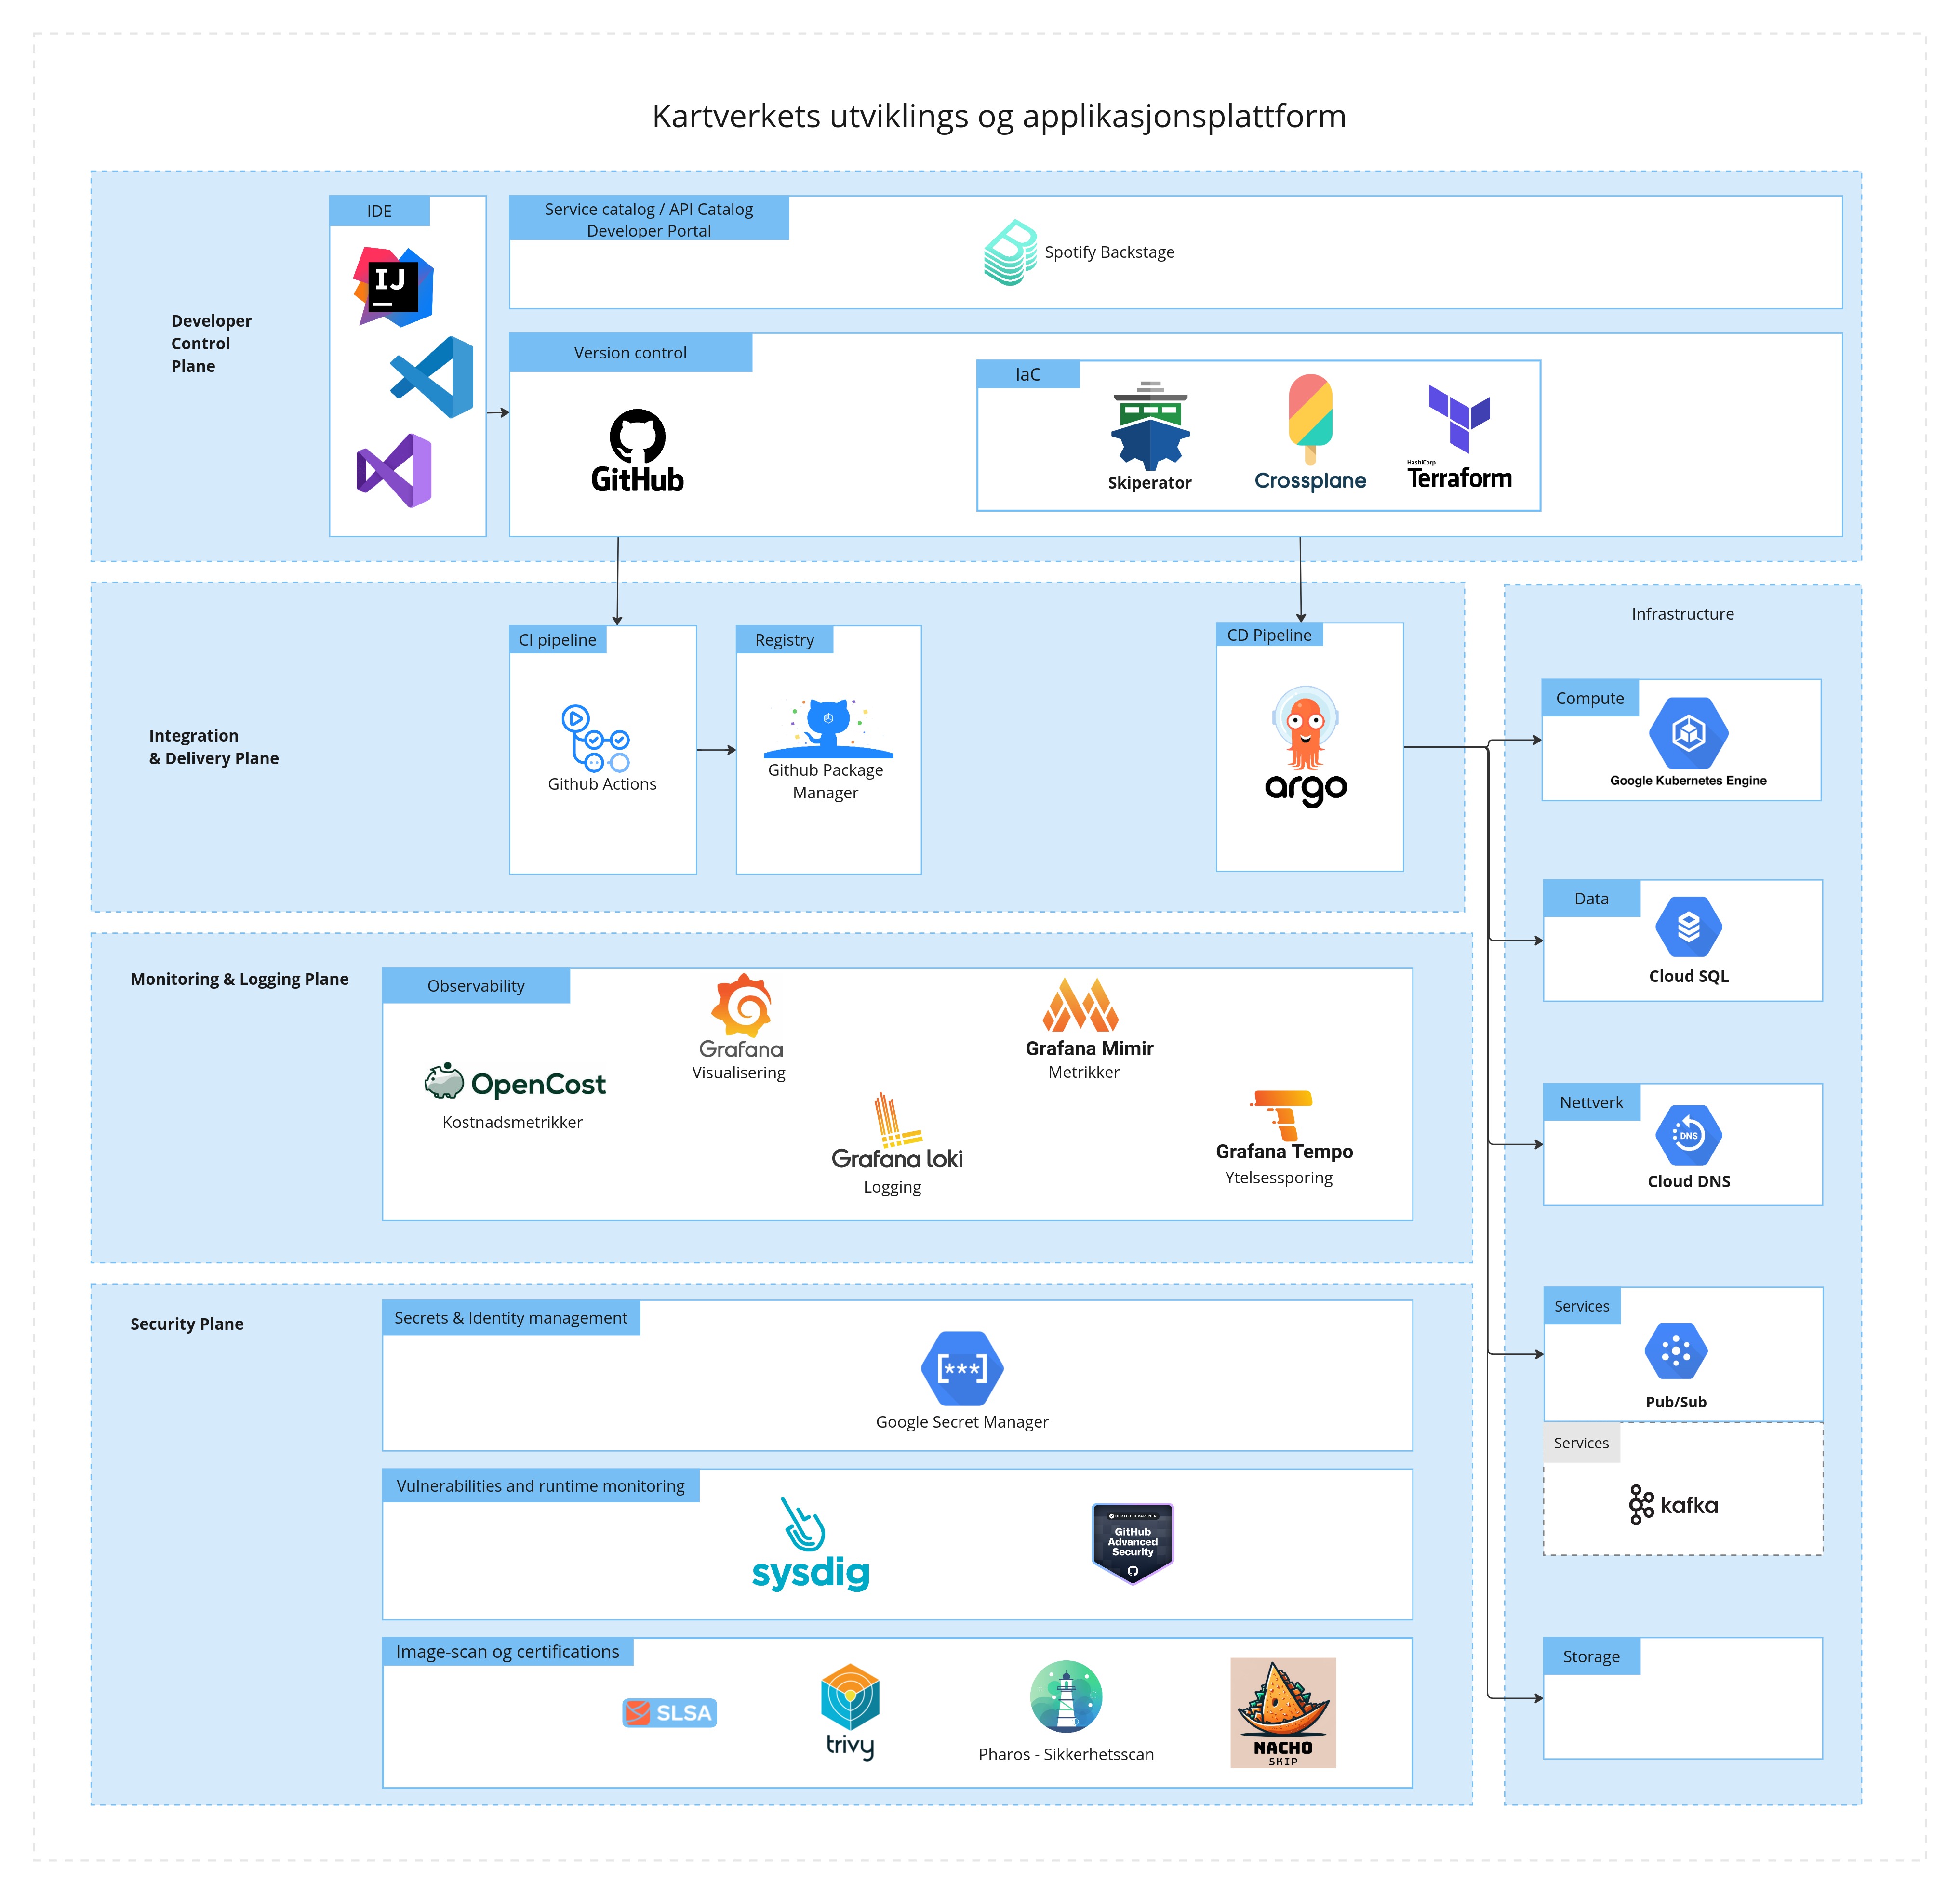 Kartverkets utviklings og applikasjonsplattform
Developer
Control
Plane
IDE
IJ
Service catalog / API Catalog
Developer Portal
Spotify Backstage
Version control
GitHub
IaC
Skiperator
Crossplane
HashiCorp
Terraform
Integration
& Delivery Plane
CI pipeline
Github Actions
Registry
Github Package
Manager
CD Pipeline
argo
Infrastructure
Compute
Google Kubernetes Engine
Data
Cloud SQL
Nettverk
DNS
Cloud DNS
Services
Pub/Sub
Services
kafka
Storage
Monitoring & Logging Plane
Observability
OpenCost
Kostnadsmetrikker
Grafana
Visualisering
Grafana loki
Logging
Grafana Mimir
Metrikker
Grafana Tempo
Ytelsessporing
Security Plane
Secrets & Identity management
[***]
Google Secret Manager
Vulnerabilities and runtime monitoring
sysdig
CERTIFIED PARTNER
GitHub
Advanced
Security
Image-scan og certifications
SLSA
trivy
Pharos - Sikkerhetsscan
NACHO
SKIP